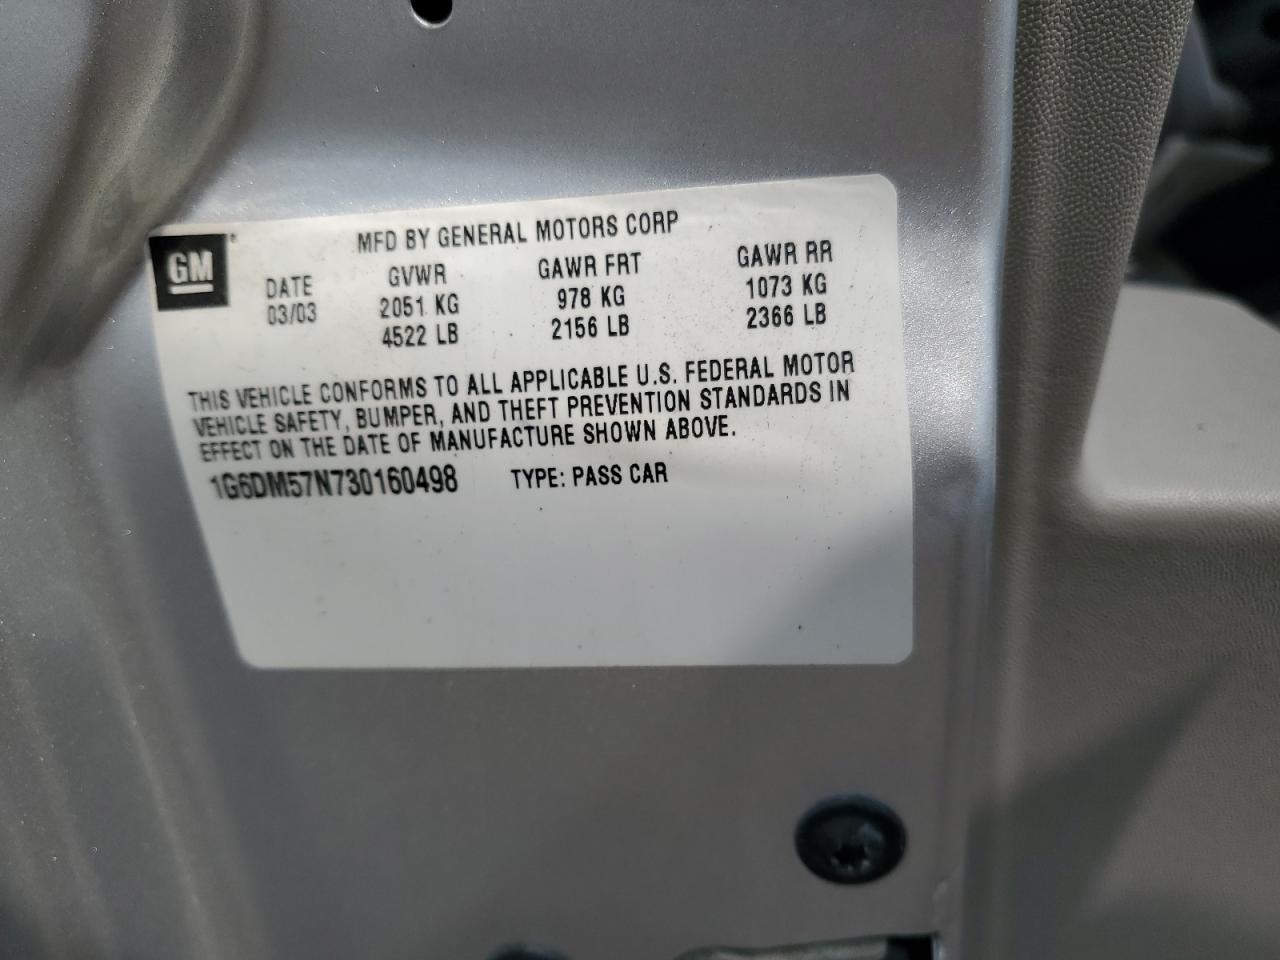 GM
MFD BY GENERAL MOTORS CORP
DATE GVWR GAWR FRT GAWR RR
03/03 2051 KG 978 KG 1073 KG
4522 LB 2156 LB 2366 LB
THIS VEHICLE CONFORMS TO ALL APPLICABLE U.S. FEDERAL MOTOR
VEHICLE SAFETY, BUMPER, AND THEFT PREVENTION STANDARDS IN
EFFECT ON THE DATE OF MANUFACTURE SHOWN ABOVE.
1G6DM57N730160498 TYPE: PASS CAR